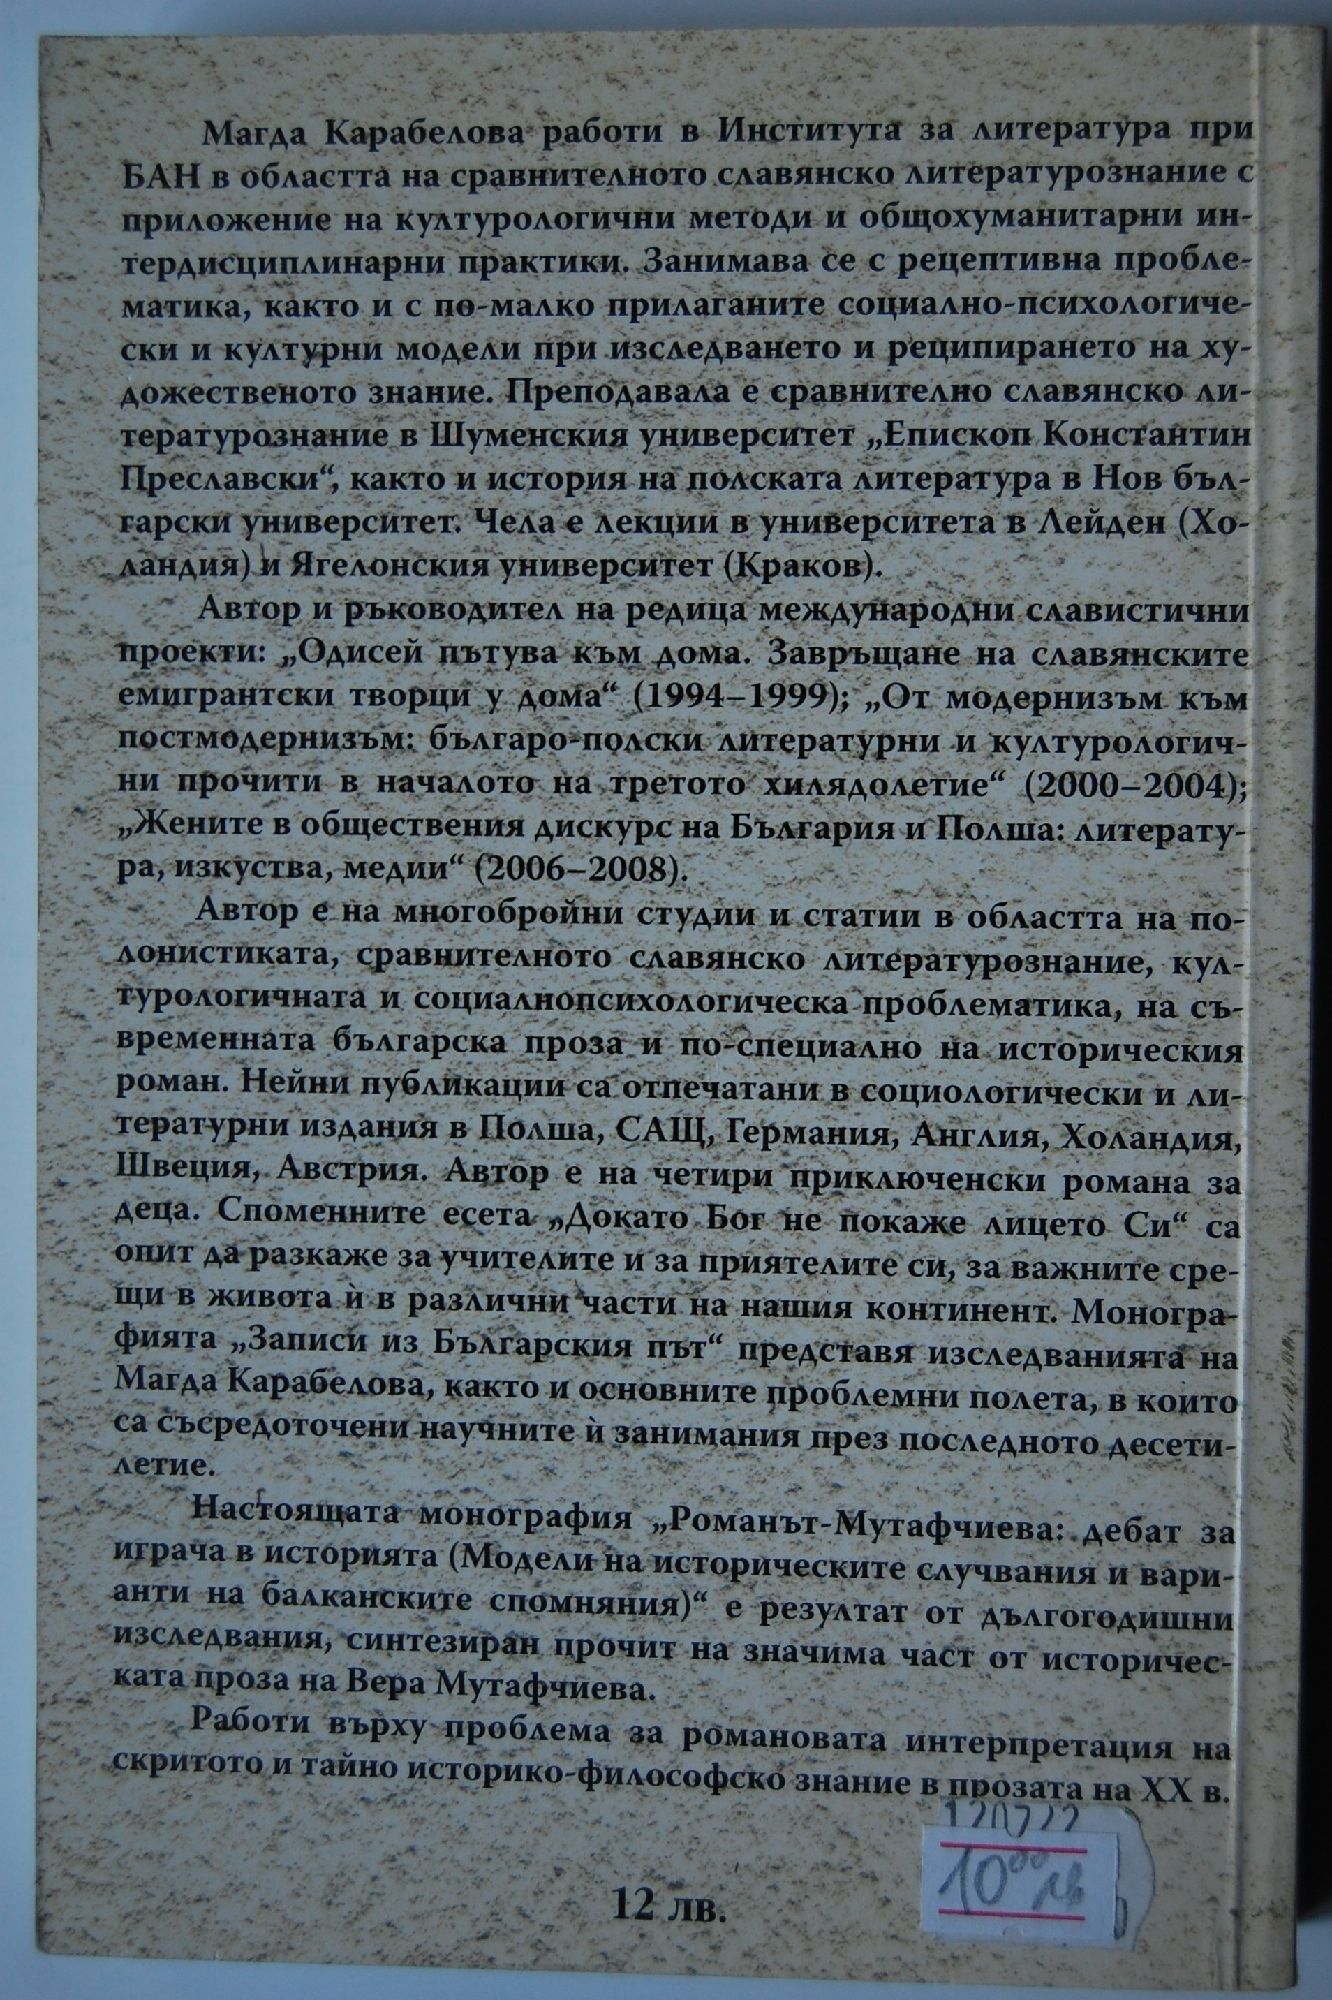 Магда Карабелова работи в Института за литература при
БАН в областта на сравнителното славянско литературознание с
приложение на културологични методи и общохуманитарни ин-
тердисциплинарни практики. Занимава се с рецептивна пробле-
матика, както и с по-малко прилаганите социално-психологиче-
ски и културни модели при изследването и реципирането на ху-
дожественото знание. Преподавала е сравнително славянско ли-
тературознание в Шуменския университет „Епископ Константин
Преславски“, както и история на полската литература в Нов бъл-
гарски университет. Чела е лекции в университета в Лейден (Хо-
ландия) и Ягелонския университет (Краков).
Автор и ръководител на редица международни славистични
проекти: „Одисей пътува към дома. Завръщане на славянските
емигрантски творци у дома“ (1994–1999); „От модернизъм към
постмодернизъм: българо-полски литературни и културологич-
ни прочити в началото на третото хилядолетие“ (2000–2004);
„Жените в обществения дискурс на България и Полша: литерату-
ра, изкуства, медии“ (2006–2008).
Автор е на многобройни студии и статии в областта на по-
лонистиката, сравнителното славянско литературознание, кул-
турологичната и социалнопсихологическа проблематика, на съ-
временната българска проза и по-специално на историческия
роман. Нейни публикации са отпечатани в социологически и ли-
тературни издания в Полша, САЩ, Германия, Англия, Холандия,
Швеция, Австрия. Автор е на четири приключенски романа за
деца. Споменните есета „Докато Бог не покаже лицето Си“ са
опит да разкаже за учителите и за приятелите си, за важните сре-
щи в живота ѝ в различни части на нашия континент. Моногра-
фията „Записи из Българския път“ представя изследванията на
Магда Карабелова, както и основните проблемни полета, в които
са съсредоточени научните ѝ занимания през последното десети-
летие.
Настоящата монография „Романът-Мутафчиева: дебат за
играча в историята (Модели на историческите случвания и вари-
анти на балканските спомняния)“ е резултат от дългогодишни
изследвания, синтезиран прочит на значима част от историчес-
ката проза на Вера Мутафчиева.
Работи върху проблема за романовата интерпретация на
скритото и тайно историко-философско знание в прозата на XX в.
10⁰⁰ лв
12 лв.